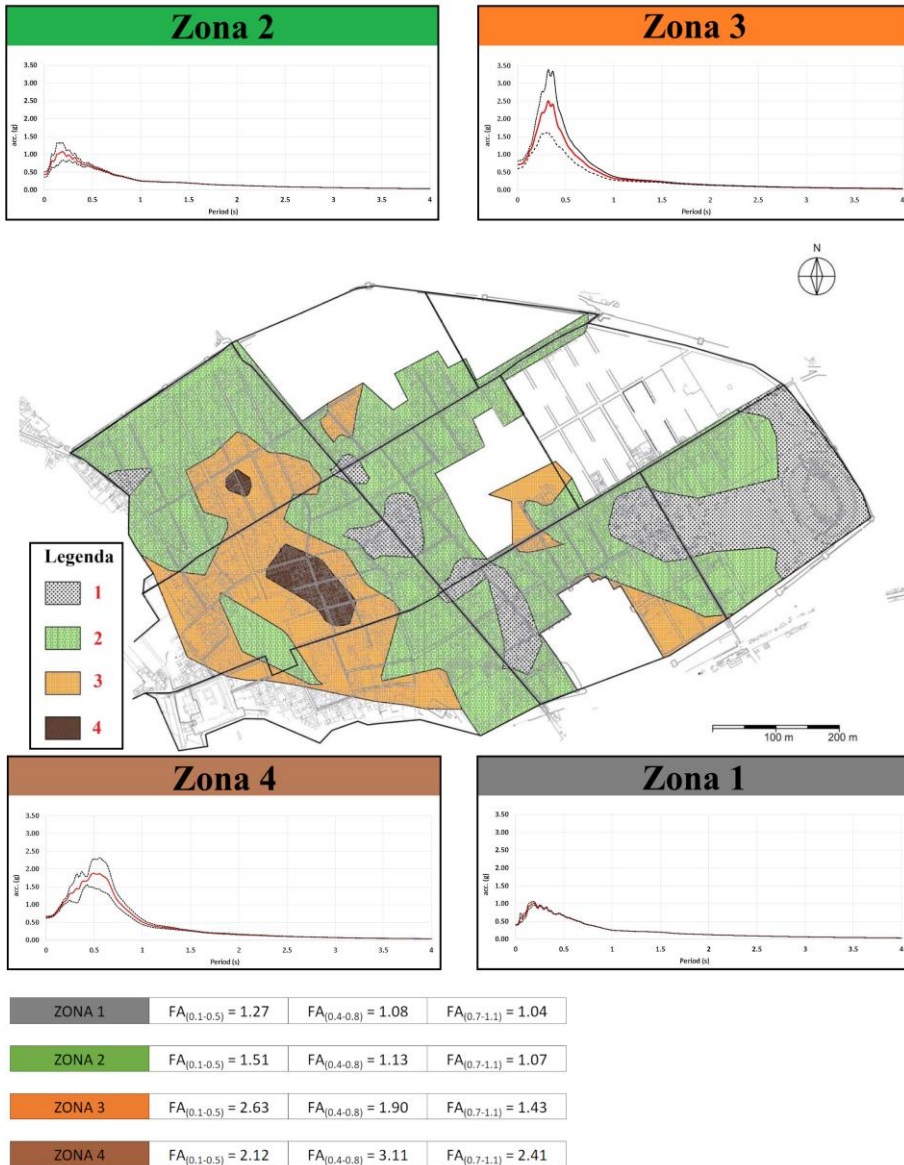 Zona 2
Zona 3
3.50
3.00
2.50
2.00
1.50
1.00
0.50
0.00
acc. (g)
0 0.5 1 1.5 2 2.5 3 3.5 4
Period (s)
3.50
3.00
2.50
2.00
1.50
1.00
0.50
0.00
acc. (g)
0 0.5 1 1.5 2 2.5 3 3.5 4
Period (s)
N
Legenda
1
2
3
4
100 m 200 m
Zona 4
Zona 1
3.50
3.00
2.50
2.00
1.50
1.00
0.50
0.00
acc. (g)
0 0.5 1 1.5 2 2.5 3 3.5 4
Period (s)
3.50
3.00
2.50
2.00
1.50
1.00
0.50
0.00
acc. (g)
0 0.5 1 1.5 2 2.5 3 3.5 4
Period (s)
ZONA 1 FA(0.1-0.5) = 1.27 FA(0.4-0.8) = 1.08 FA(0.7-1.1) = 1.04
ZONA 2 FA(0.1-0.5) = 1.51 FA(0.4-0.8) = 1.13 FA(0.7-1.1) = 1.07
ZONA 3 FA(0.1-0.5) = 2.63 FA(0.4-0.8) = 1.90 FA(0.7-1.1) = 1.43
ZONA 4 FA(0.1-0.5) = 2.12 FA(0.4-0.8) = 3.11 FA(0.7-1.1) = 2.41